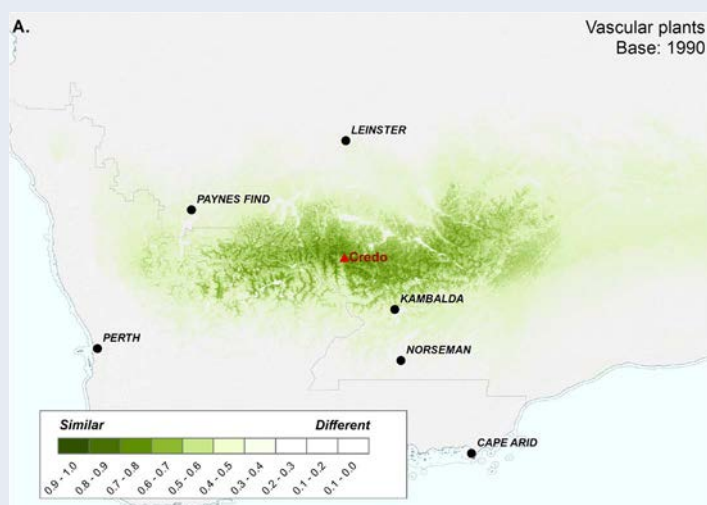 A.
Vascular plants
Base: 1990
LEINSTER
PAYNES FIND
Credo
KAMBALDA
PERTH
NORSEMAN
CAPE ARID
Similar Different
0.9 - 1.0
0.8 - 0.9
0.7 - 0.8
0.6 - 0.7
0.5 - 0.6
0.4 - 0.5
0.3 - 0.4
0.2 - 0.3
0.1 - 0.2
0.1 - 0.0